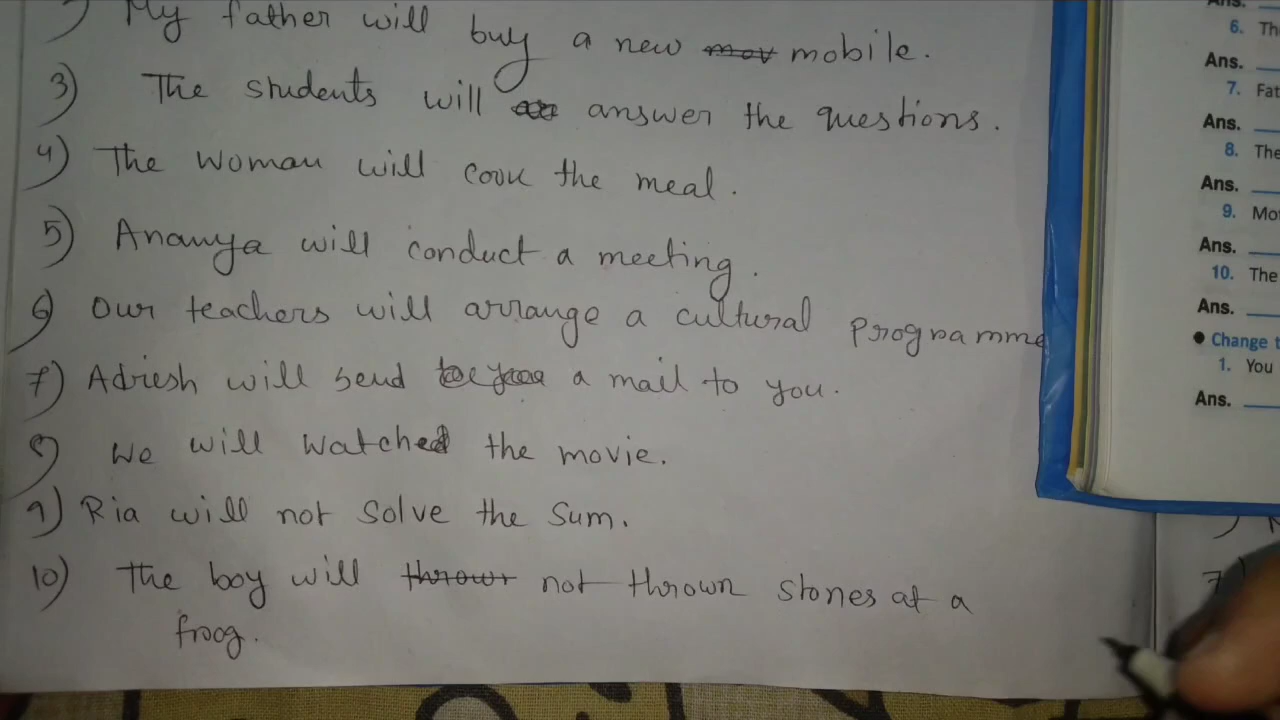 My father will buy a new mobile.
3) The students will answer the questions.
4) The woman will cook the meal.
5) Ananya will conduct a meeting.
6) Our teachers will arrange a cultural programme
7) Adiesh will send a mail to you.
8) We will watched the movie.
9) Ria will not solve the sum.
10) The boy will thrown not thrown stones at a
frog.
Ans.
6. Th
Ans.
7. Fat
Ans.
8. The
Ans.
9. Mot
Ans.
10. The
Ans.
● Change t
1. You
Ans.